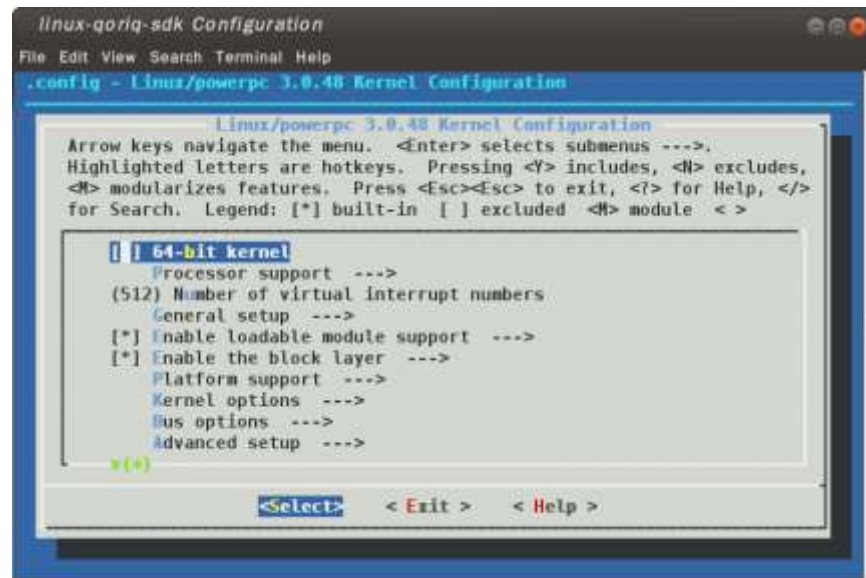 linux-qoriq-sdk Configuration
File Edit View Search Terminal Help
.config - Linux/powerpc 3.0.48 Kernel Configuration
Linux/powerpc 3.0.48 Kernel Configuration
Arrow keys navigate the menu. <Enter> selects submenus --->.
Highlighted letters are hotkeys. Pressing <Y> includes, <N> excludes,
<M> modularizes features. Press <Esc><Esc> to exit, <?> for Help, </>
for Search. Legend: [*] built-in [ ] excluded <M> module < >
[ ] 64-bit kernel
Processor support --->
(512) Number of virtual interrupt numbers
General setup --->
[*] Enable loadable module support --->
[*] Enable the block layer --->
Platform support --->
Kernel options --->
Bus options --->
Advanced setup --->
v(+)
<Select> < Exit > < Help >